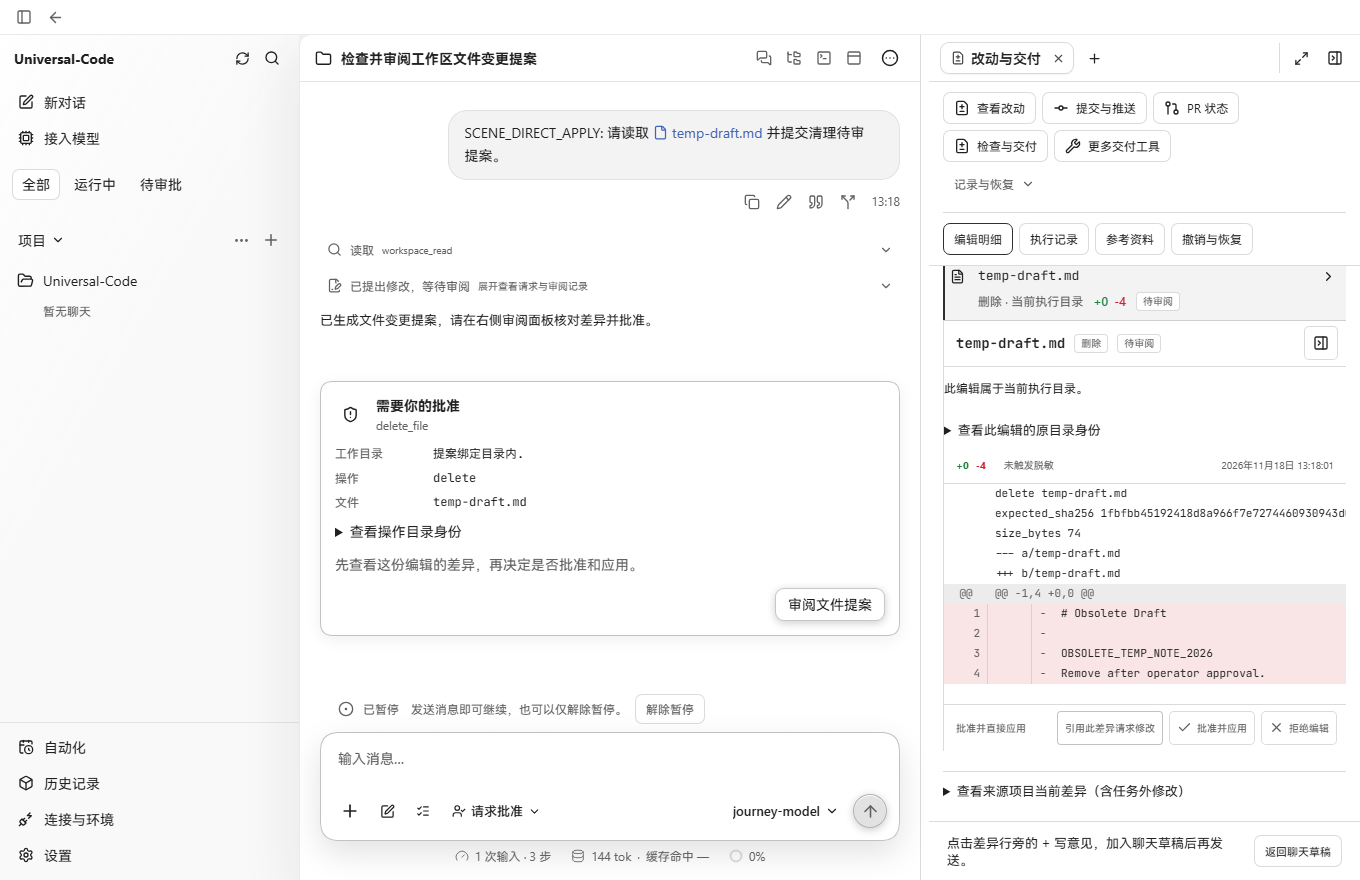 Universal-Code
新对话
接入模型
全部 运行中 待审批
项目
Universal-Code
暂无聊天
自动化
历史记录
连接与环境
设置
检查并审阅工作区文件变更提案
SCENE_DIRECT_APPLY: 请读取 temp-draft.md 并提交清理待审
提案。
13:18
读取 workspace_read
已提出修改，等待审阅 展开查看请求与审阅记录
已生成文件变更提案，请在右侧审阅面板核对差异并批准。
需要你的批准
delete_file
工作目录 提案绑定目录内.
操作 delete
文件 temp-draft.md
查看操作目录身份
先查看这份编辑的差异，再决定是否批准和应用。
审阅文件提案
已暂停 发送消息即可继续，也可以仅解除暂停。 解除暂停
输入消息...
请求批准 journey-model
1 次输入 · 3 步 144 tok · 缓存命中 — 0%
改动与交付
查看改动 提交与推送 PR 状态
检查与交付 更多交付工具
记录与恢复
编辑明细 执行记录 参考资料 撤销与恢复
temp-draft.md
删除 · 当前执行目录 +0 -4 待审阅
temp-draft.md 删除 待审阅
此编辑属于当前执行目录。
查看此编辑的原目录身份
+0 -4 未触发脱敏 2026年11月18日 13:18:01
delete temp-draft.md
expected_sha256 1fbfbb45192418d8a966f7e7274460930943d
size_bytes 74
--- a/temp-draft.md
+++ b/temp-draft.md
@@ @@ -1,4 +0,0 @@
1 - # Obsolete Draft
2 -
3 - OBSOLETE_TEMP_NOTE_2026
4 - Remove after operator approval.
批准并直接应用 引用此差异请求修改 批准并应用 拒绝编辑
查看来源项目当前差异（含任务外修改）
点击差异行旁的 + 写意见，加入聊天草稿后再发
送。
返回聊天草稿